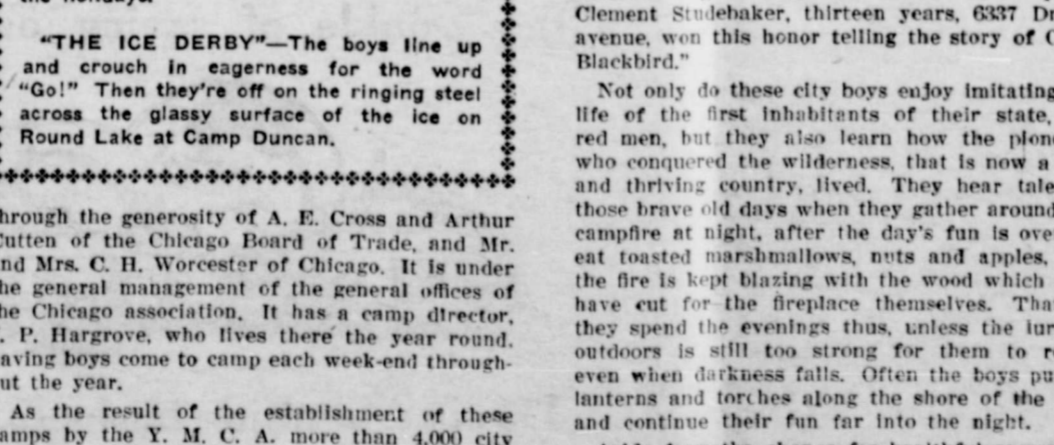 the holidays.
"THE ICE DERBY"—The boys line up
and crouch in eagerness for the word
"Go!" Then they're off on the ringing steel
across the glassy surface of the ice on
Round Lake at Camp Duncan.
hrough the generosity of A. E. Cross and Arthur
Cutten of the Chicago Board of Trade, and Mr.
nd Mrs. C. H. Worcester of Chicago. It is under
he general management of the general offices of
he Chicago association. It has a camp director,
. P. Hargrove, who lives there the year round,
aving boys come to camp each week-end through-
ut the year.
As the result of the establishment of these
amps by the Y. M. C. A. more than 4,000 city
Clement Studebaker, thirteen years, 6337 Dr
avenue, won this honor telling the story of
Blackbird."
Not only do these city boys enjoy imitating
life of the first inhabitants of their state,
red men, but they also learn how the pion
who conquered the wilderness, that is now a
and thriving country, lived. They hear tale
those brave old days when they gather around
campfire at night, after the day's fun is ove
eat toasted marshmallows, nuts and apples,
the fire is kept blazing with the wood which
have cut for the fireplace themselves. Tha
they spend the evenings thus, unless the lur
outdoors is still too strong for them to r
even when darkness falls. Often the boys pu
lanterns and torches along the shore of the
and continue their fun far into the night.